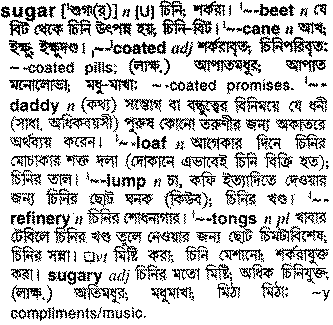 sugar ['শুগা(র্)] n [U] চিনি; শর্করা। '~-beet n যে
বিট থেকে চিনি উৎপন্ন হয়; চিনি-বিট। '~-cane n আখ;
ইক্ষু; ইক্ষুদণ্ড। '~-coated adj শর্করাবৃত; চিনিপরিবৃত:
~-coated pills; (লাক্ষ.) আপাতমধুর; আপাত
মনোলোভা; মধু-মাখা: ~-coated promises. '~-
daddy n (কথ্য) সম্ভোগ বা বন্ধুত্বের বিনিময়ে যে ধনী
(সাধা, অধিকবয়সী) পুরুষ কোনো তরুণীর জন্য অকাতরে
অর্থব্যয় করেন। '~-loaf n আগেকার দিনে চিনির
মোচাকার শক্ত দলা (দোকানে এভাবেই চিনি বিক্রি হত);
চিনির তাল। '~-lump n চা, কফি ইত্যাদিতে দেওয়ার
জন্য চিনির ছোট ঘনক (কিউব); চিনির খণ্ড। '~-
refinery n চিনির শোধনাগার। '~-tongs n pl খাবার
টেবিলে চিনির খণ্ড তুলে নেওয়ার জন্য ছোট চিমটাবিশেষ,
চিনির সন্না। □vt মিষ্টি করা; চিনি মেশানো; শর্করাযুক্ত
করা। sugary adj চিনির মতো মিষ্টি; অধিক চিনিযুক্ত;
(লাক্ষ.) অতিমধুর; মধুমাখা; মিঠা মিঠা: ~y
compliments/music.